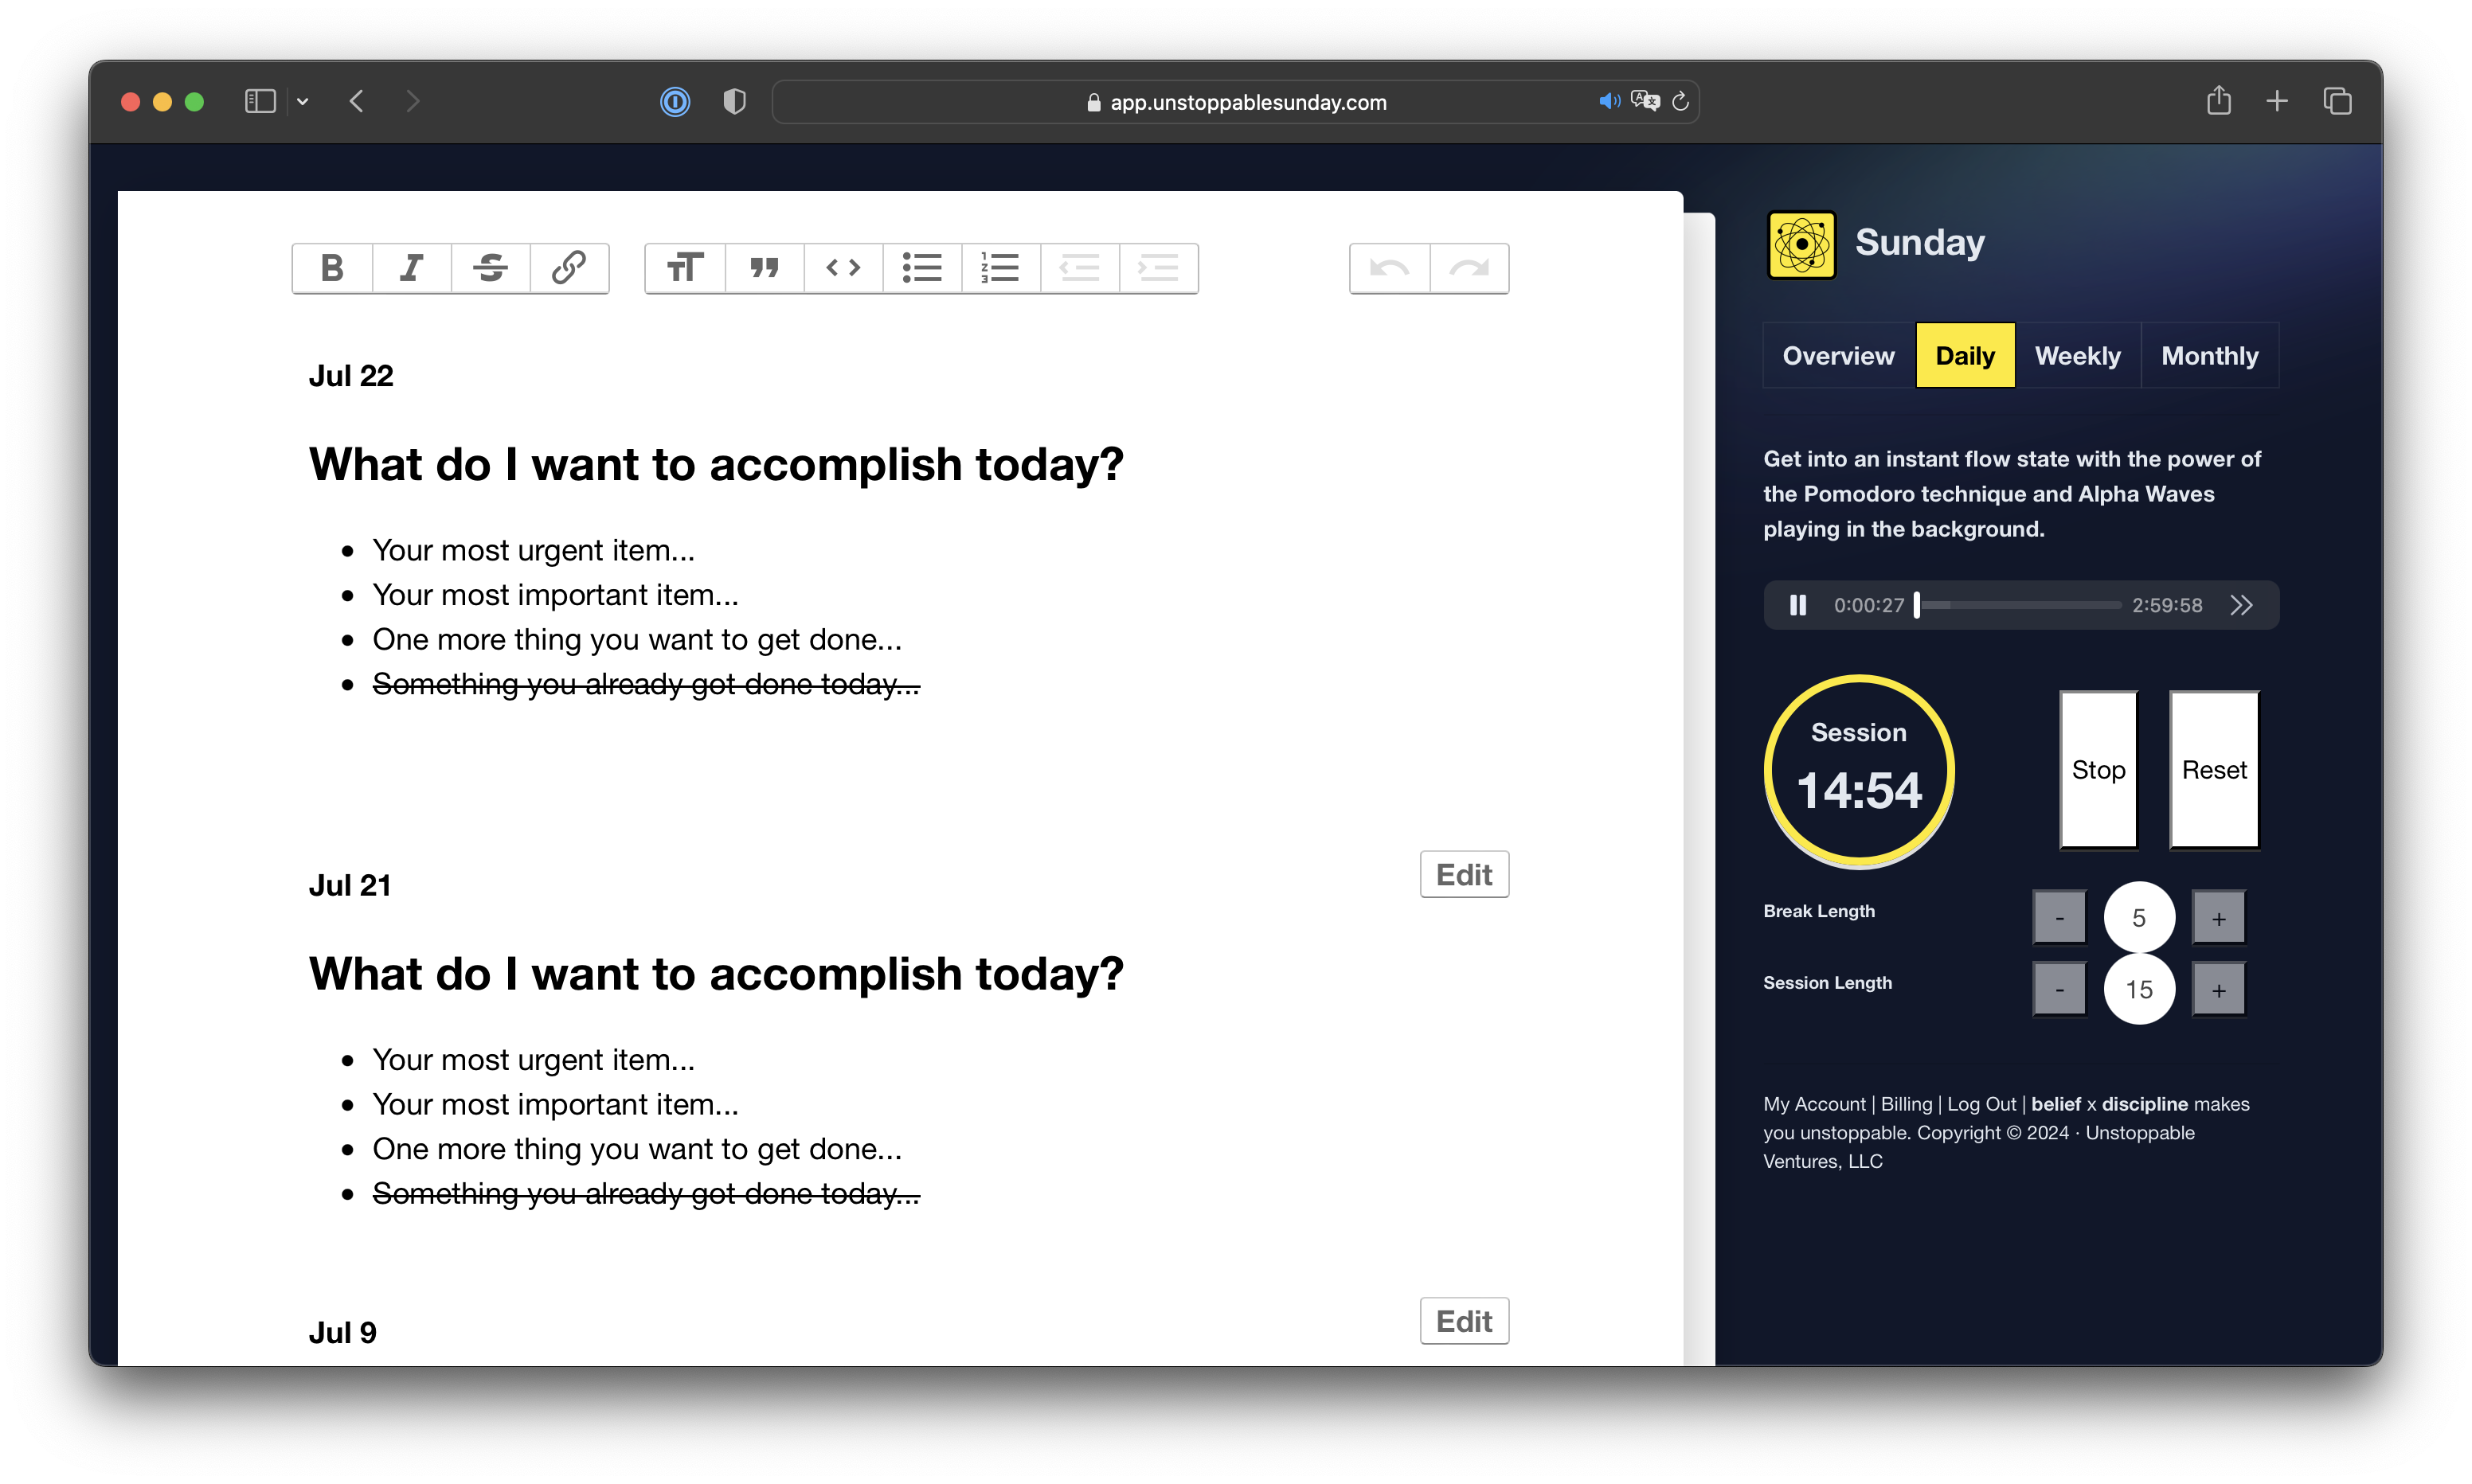 app.unstoppablesunday.com
Jul 22
What do I want to accomplish today?
• Your most urgent item...
• Your most important item...
• One more thing you want to get done...
• Something you already got done today...
Jul 21
Edit
What do I want to accomplish today?
• Your most urgent item...
• Your most important item...
• One more thing you want to get done...
• Something you already got done today...
Jul 9
Edit
Sunday
Overview Daily Weekly Monthly
Get into an instant flow state with the power of
the Pomodoro technique and Alpha Waves
playing in the background.
0:00:27 2:59:58
Session
14:54
Stop Reset
Break Length - 5 +
Session Length - 15 +
My Account | Billing | Log Out | belief x discipline makes
you unstoppable. Copyright © 2024 · Unstoppable
Ventures, LLC